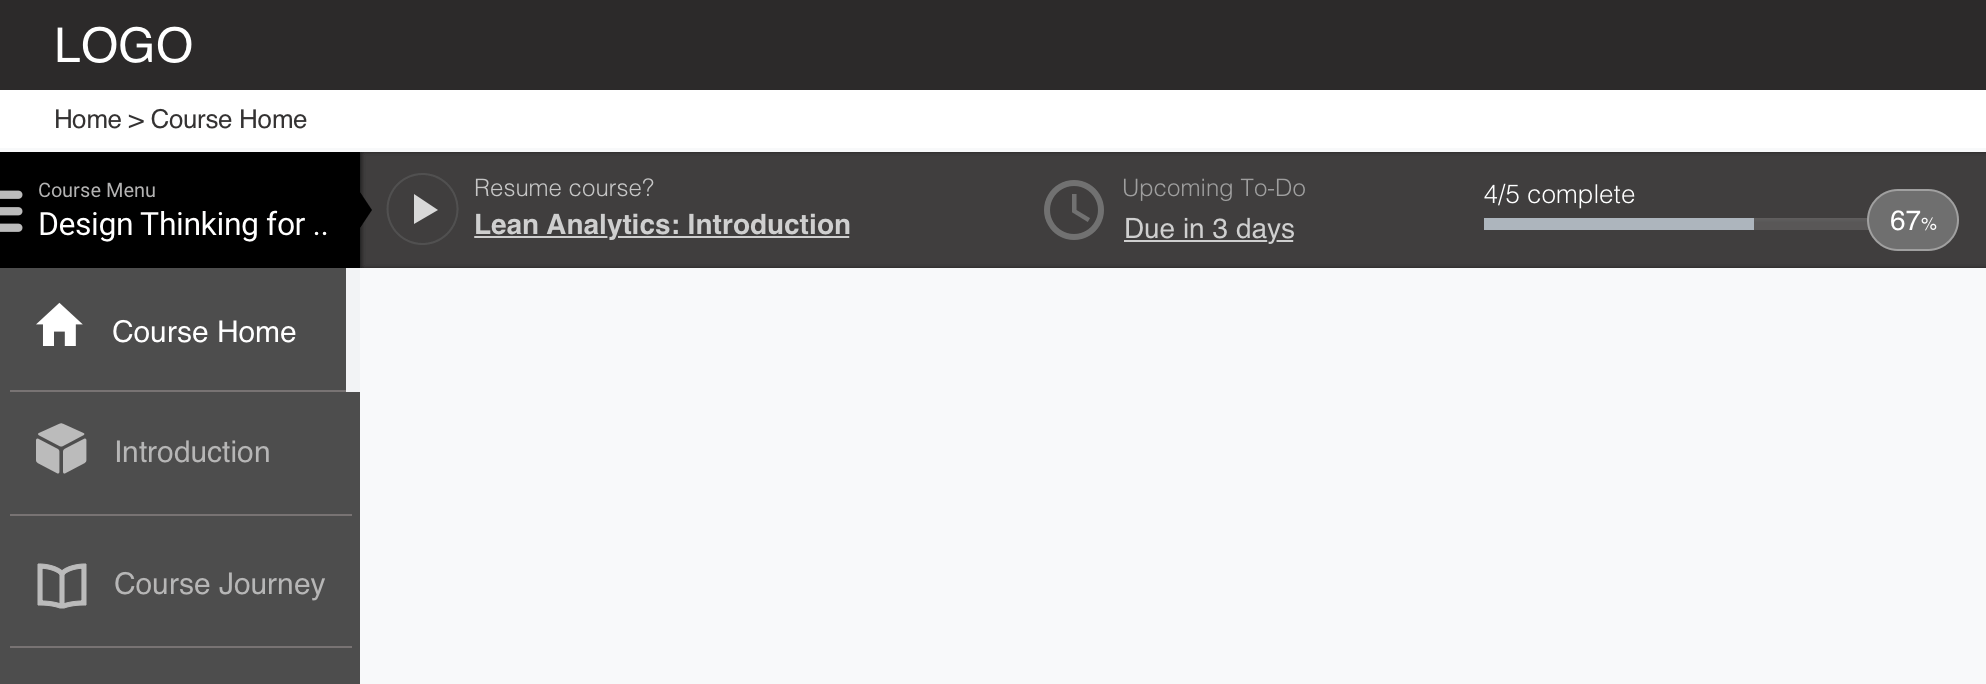 LOGO
Home > Course Home
Course Menu
Design Thinking for ..
Resume course?
Lean Analytics: Introduction
Upcoming To-Do
Due in 3 days
4/5 complete
67%
Course Home
Introduction
Course Journey